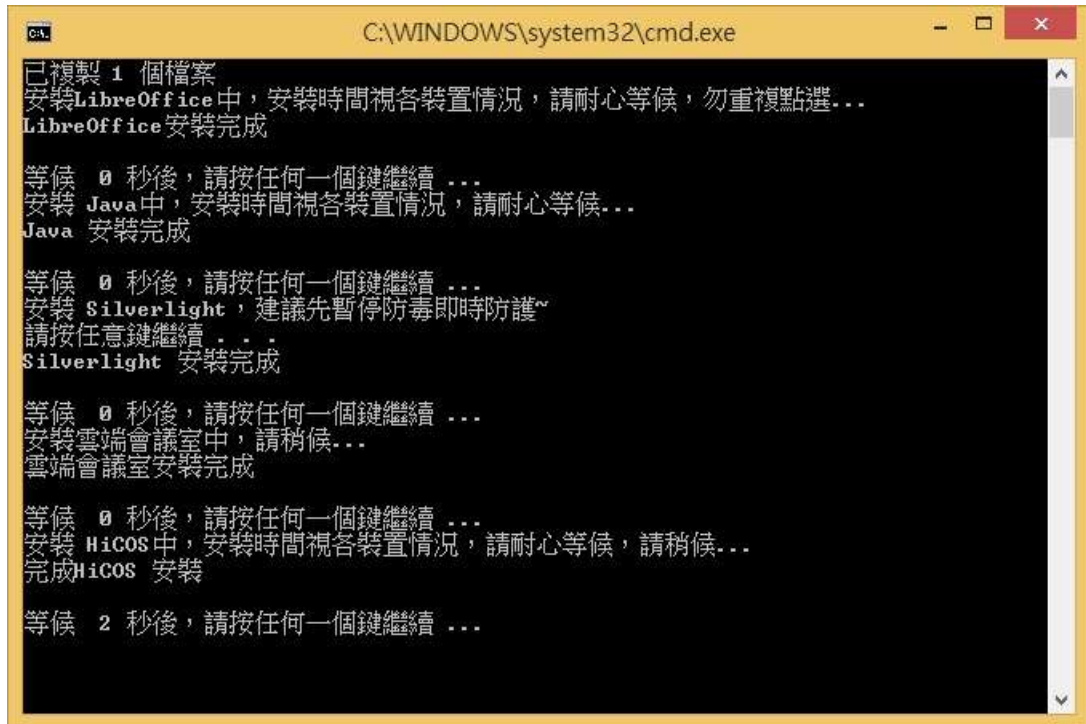 C:\WINDOWS\system32\cmd.exe
已複製 1 個檔案
安裝LibreOffice中，安裝時間視各裝置情況，請耐心等候，勿重複點選...
LibreOffice安裝完成
等候  0 秒後，請按任何一個鍵繼續 ...
安裝 Java中，安裝時間視各裝置情況，請耐心等候...
Java 安裝完成
等候  0 秒後，請按任何一個鍵繼續 ...
安裝 Silverlight，建議先暫停防毒即時防護~
請按任意鍵繼續 . . .
Silverlight 安裝完成
等候  0 秒後，請按任何一個鍵繼續 ...
安裝雲端會議室中，請稍候...
雲端會議室安裝完成
等候  0 秒後，請按任何一個鍵繼續 ...
安裝 HiCOS中，安裝時間視各裝置情況，請耐心等候，請稍候...
完成HiCOS 安裝
等候  2 秒後，請按任何一個鍵繼續 ...